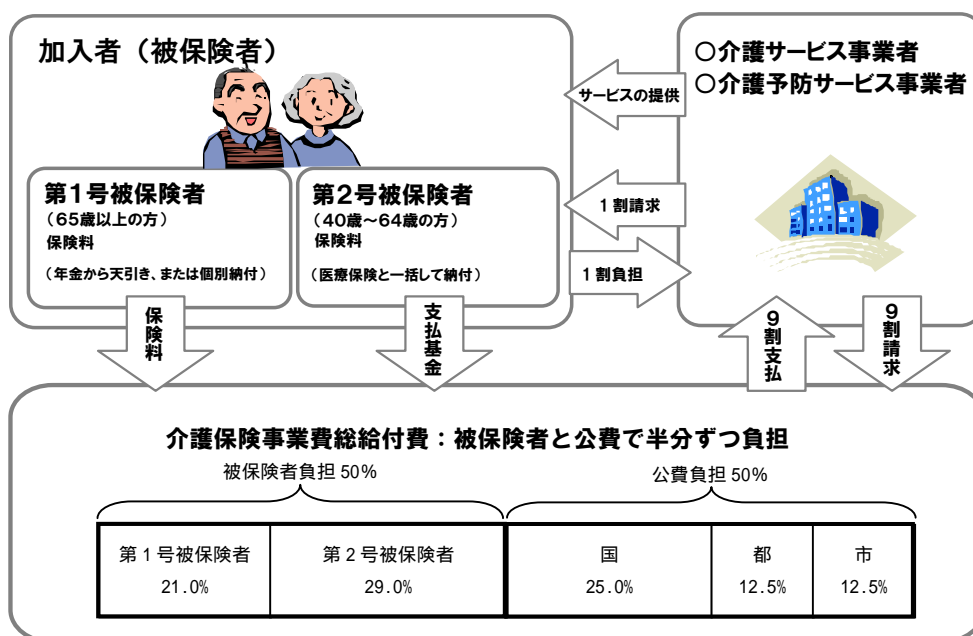 加入者（被保険者）
第１号被保険者
（65歳以上の方）
保険料
（年金から天引き、または個別納付）
第２号被保険者
（40歳～64歳の方）
保険料
（医療保険と一括して納付）
サービスの提供
１割請求
１割負担
○介護サービス事業者
○介護予防サービス事業者
保険料
支払基金
９割支払
９割請求
介護保険事業費総給付費：被保険者と公費で半分ずつ負担
被保険者負担 50％
公費負担 50％
第１号被保険者
21.0%
第２号被保険者
29.0%
国
25.0%
都
12.5%
市
12.5%